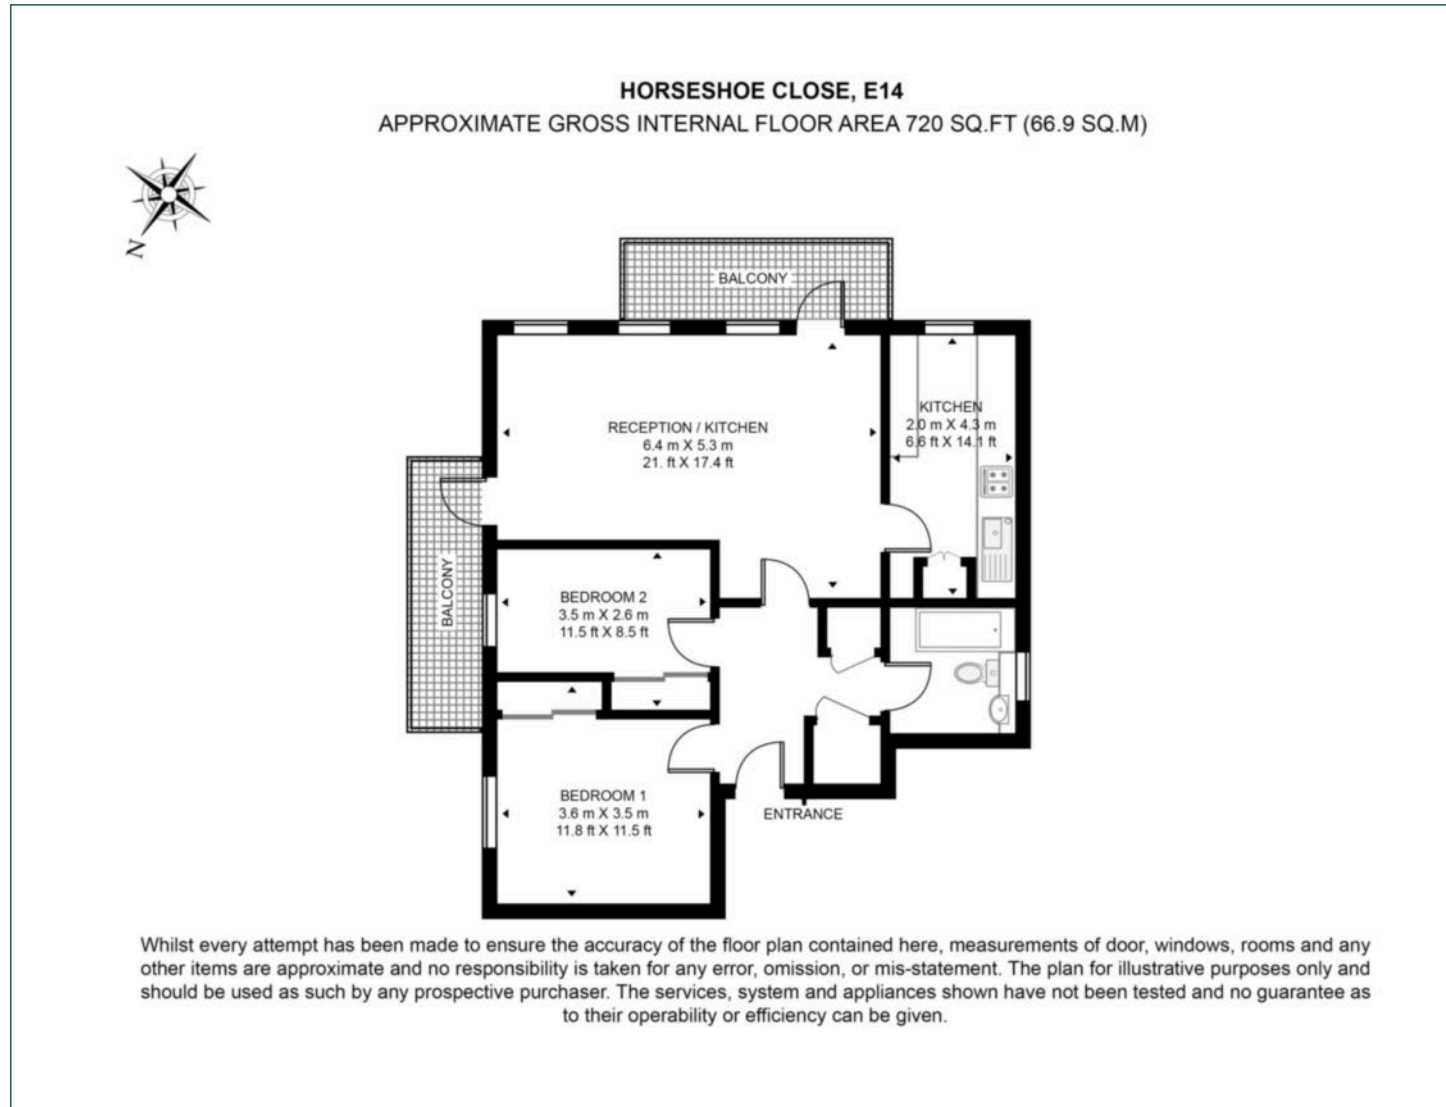 HORSESHOE CLOSE, E14
APPROXIMATE GROSS INTERNAL FLOOR AREA 720 SQ.FT (66.9 SQ.M)
N
BALCONY
RECEPTION / KITCHEN
6.4 m X 5.3 m
21. ft X 17.4 ft
KITCHEN
2.0 m X 4.3 m
6.6 ft X 14.1 ft
BALCONY
BEDROOM 2
3.5 m X 2.6 m
11.5 ft X 8.5 ft
BEDROOM 1
3.6 m X 3.5 m
11.8 ft X 11.5 ft
ENTRANCE
Whilst every attempt has been made to ensure the accuracy of the floor plan contained here, measurements of door, windows, rooms and any
other items are approximate and no responsibility is taken for any error, omission, or mis-statement. The plan for illustrative purposes only and
should be used as such by any prospective purchaser. The services, system and appliances shown have not been tested and no guarantee as
to their operability or efficiency can be given.